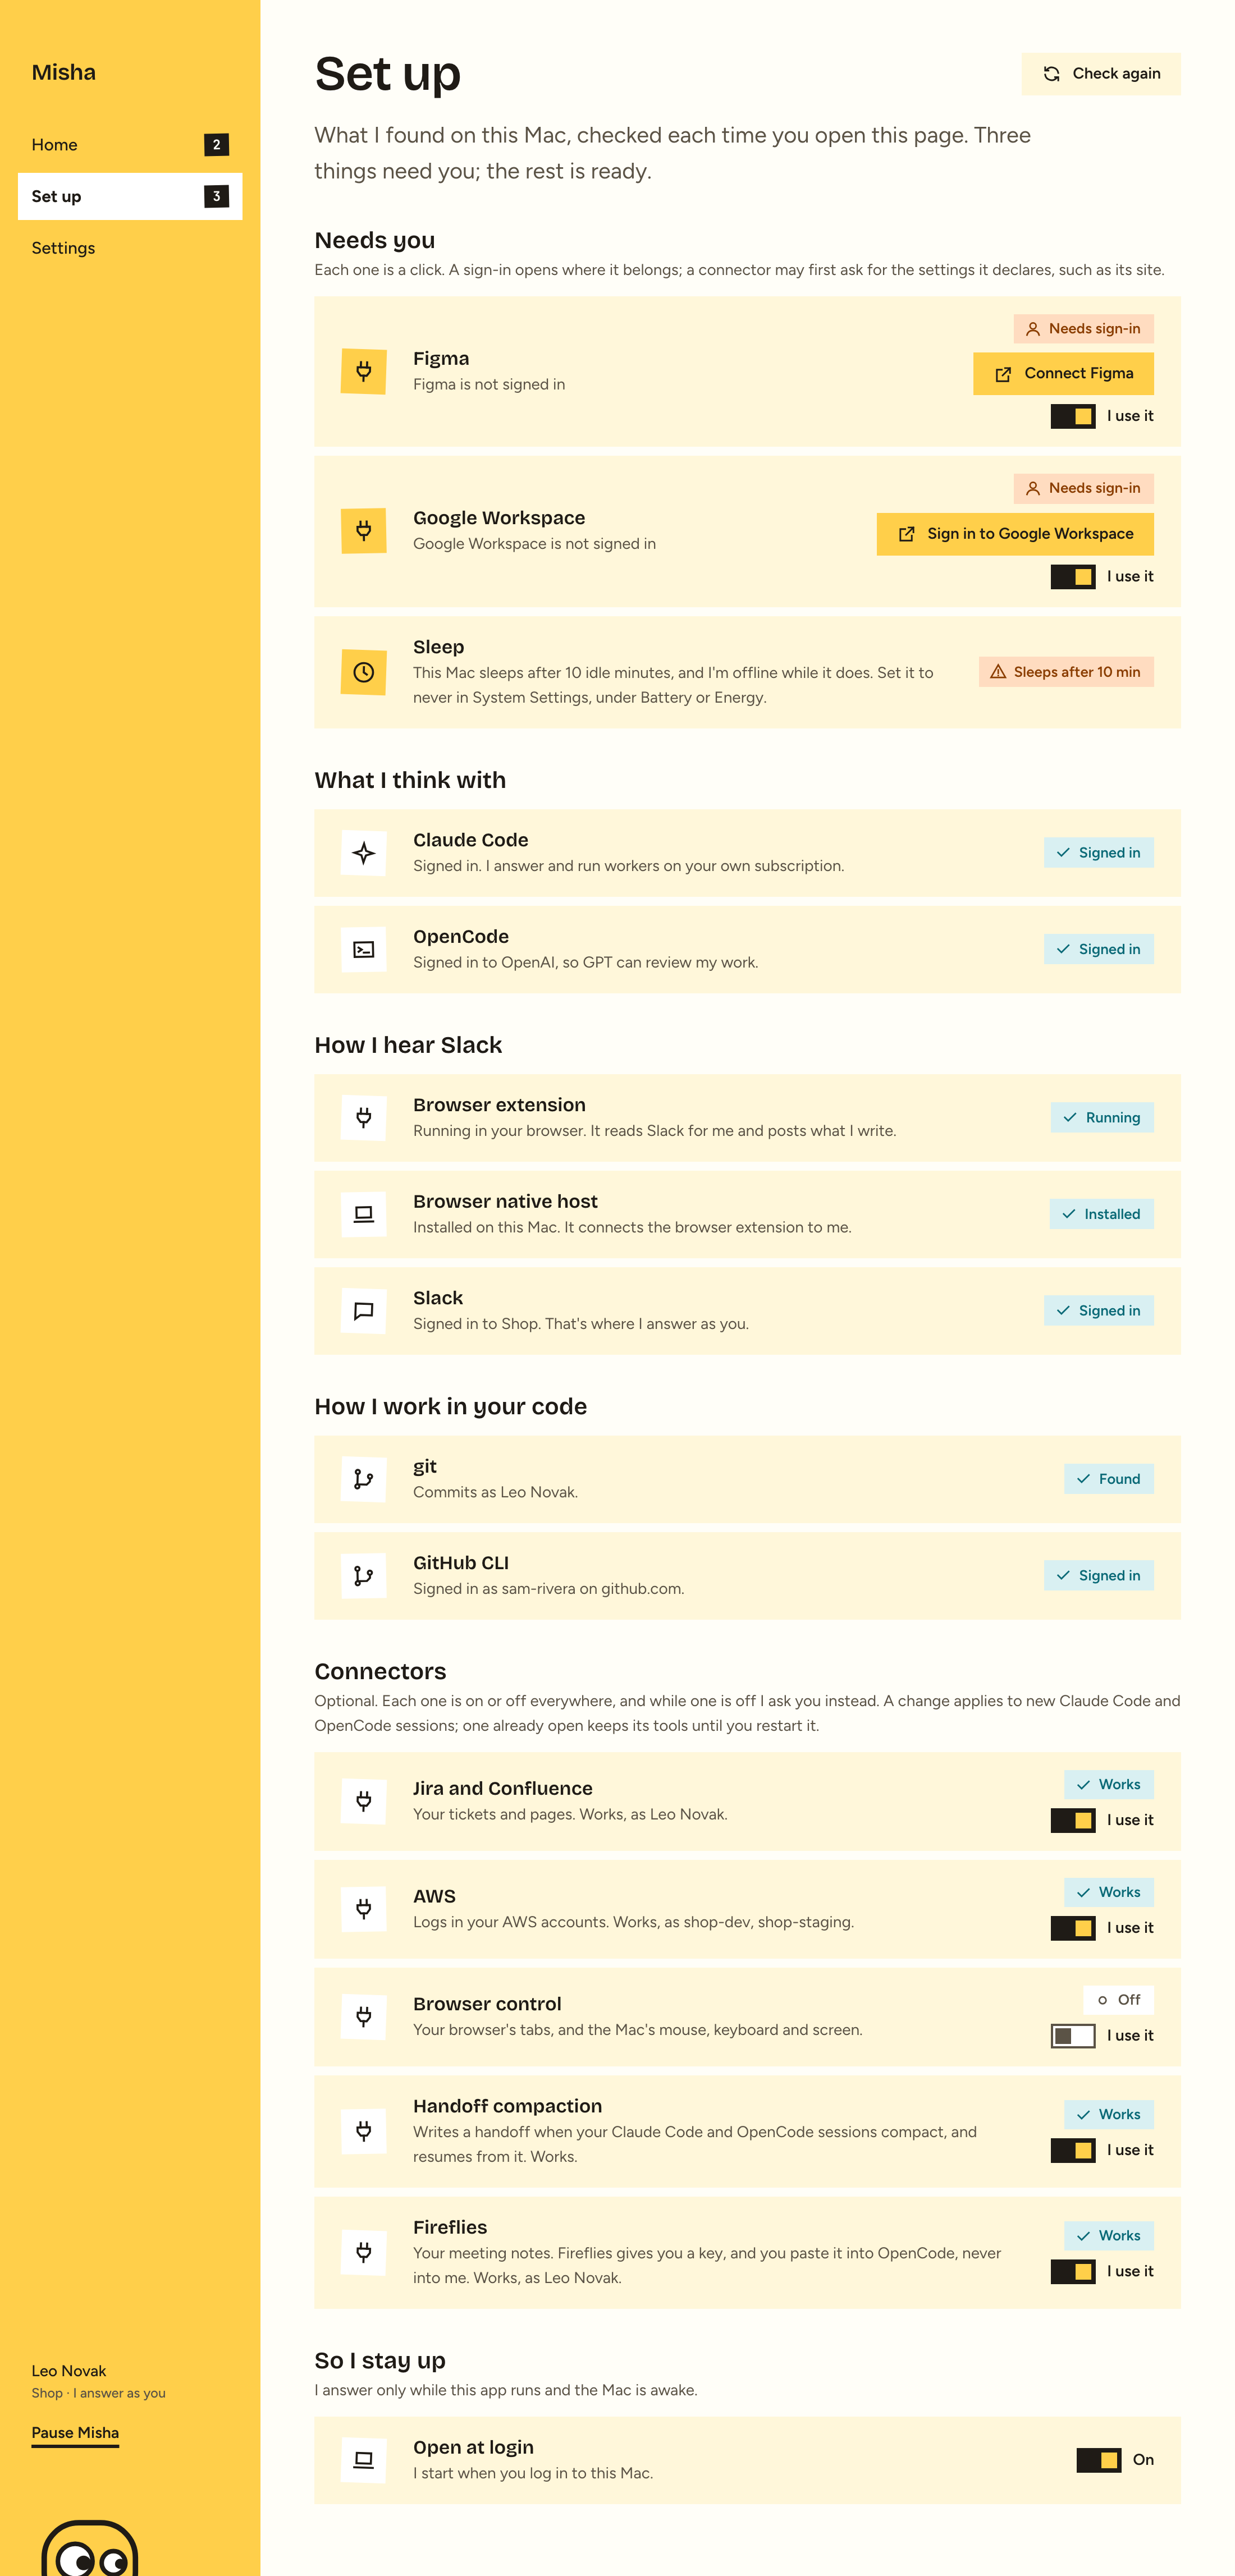 Misha
Home
2
Set up
3
Settings
Set up
Check again
What I found on this Mac, checked each time you open this page. Three
things need you; the rest is ready.
Needs you
Each one is a click. A sign-in opens where it belongs; a connector may first ask for the settings it declares, such as its site.
Figma
Figma is not signed in
Needs sign-in
Connect Figma
I use it
Google Workspace
Google Workspace is not signed in
Needs sign-in
Sign in to Google Workspace
I use it
Sleep
This Mac sleeps after 10 idle minutes, and I'm offline while it does. Set it to
never in System Settings, under Battery or Energy.
Sleeps after 10 min
What I think with
Claude Code
Signed in. I answer and run workers on your own subscription.
Signed in
OpenCode
Signed in to OpenAI, so GPT can review my work.
Signed in
How I hear Slack
Browser extension
Running in your browser. It reads Slack for me and posts what I write.
Running
Browser native host
Installed on this Mac. It connects the browser extension to me.
Installed
Slack
Signed in to Shop. That's where I answer as you.
Signed in
How I work in your code
git
Commits as Leo Novak.
Found
GitHub CLI
Signed in as sam-rivera on github.com.
Signed in
Connectors
Optional. Each one is on or off everywhere, and while one is off I ask you instead. A change applies to new Claude Code and
OpenCode sessions; one already open keeps its tools until you restart it.
Jira and Confluence
Your tickets and pages. Works, as Leo Novak.
Works
I use it
AWS
Logs in your AWS accounts. Works, as shop-dev, shop-staging.
Works
I use it
Browser control
Your browser's tabs, and the Mac's mouse, keyboard and screen.
Off
I use it
Handoff compaction
Writes a handoff when your Claude Code and OpenCode sessions compact, and
resumes from it. Works.
Works
I use it
Fireflies
Your meeting notes. Fireflies gives you a key, and you paste it into OpenCode, never
into me. Works, as Leo Novak.
Works
I use it
So I stay up
I answer only while this app runs and the Mac is awake.
Open at login
I start when you log in to this Mac.
On
Leo Novak
Shop · I answer as you
Pause Misha